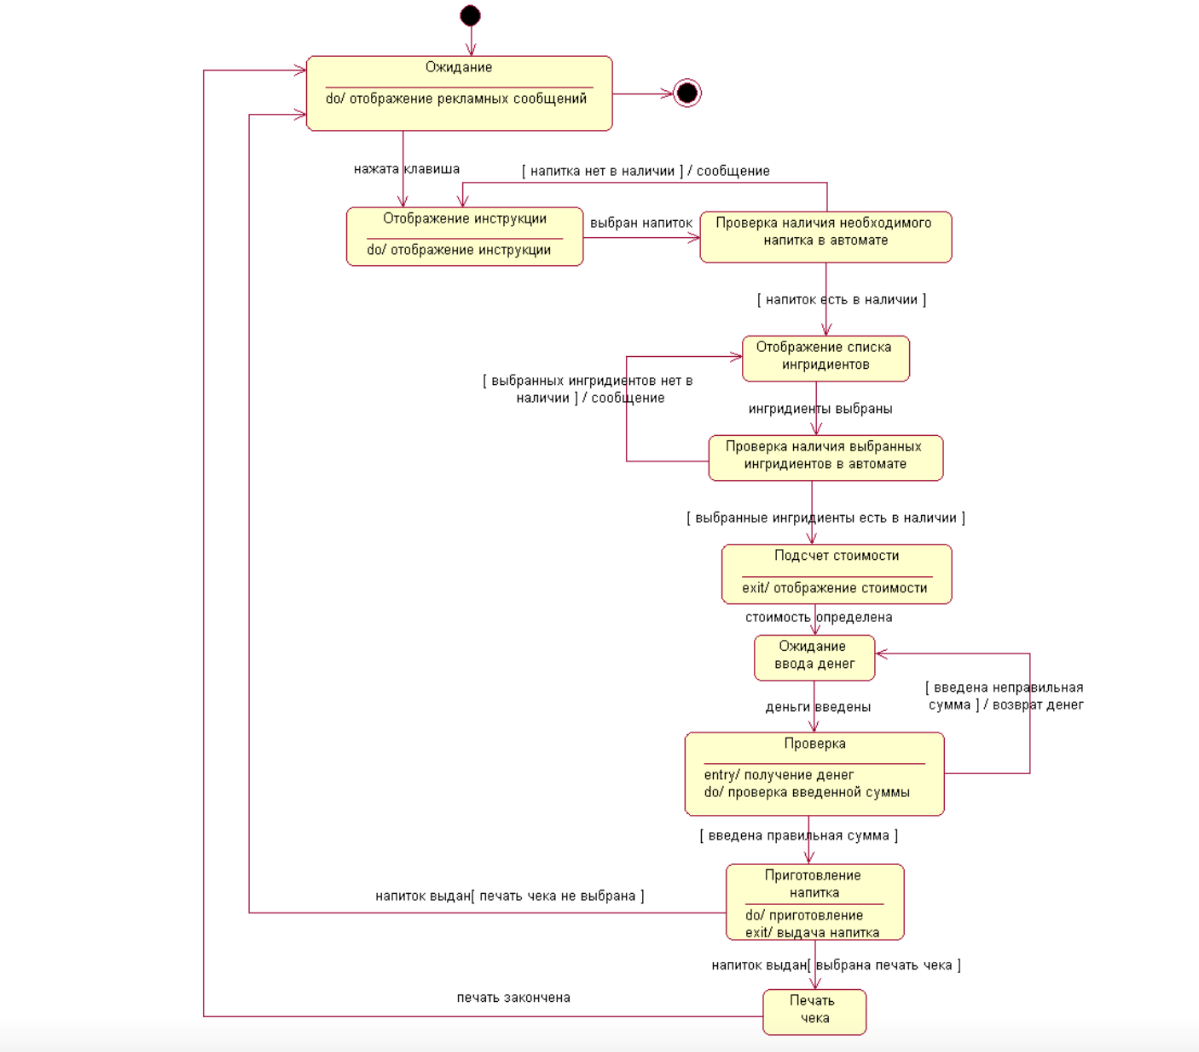 Ожидание
do/ отображение рекламных сообщений
нажата клавиша
[ напитка нет в наличии ] / сообщение
Отображение инструкции
do/ отображение инструкции
выбран напиток
Проверка наличия необходимого
напитка в автомате
[ напиток есть в наличии ]
Отображение списка
ингридиентов
[ выбранных ингридиентов нет в
наличии ] / сообщение
ингридиенты выбраны
Проверка наличия выбранных
ингридиентов в автомате
[ выбранные ингридиенты есть в наличии ]
Подсчет стоимости
exit/ отображение стоимости
стоимость определена
Ожидание
ввода денег
[ введена неправильная
сумма ] / возврат денег
деньги введены
Проверка
entry/ получение денег
do/ проверка введенной суммы
[ введена правильная сумма ]
Приготовление
напитка
do/ приготовление
exit/ выдача напитка
напиток выдан[ печать чека не выбрана ]
напиток выдан[ выбрана печать чека ]
печать закончена
Печать
чека